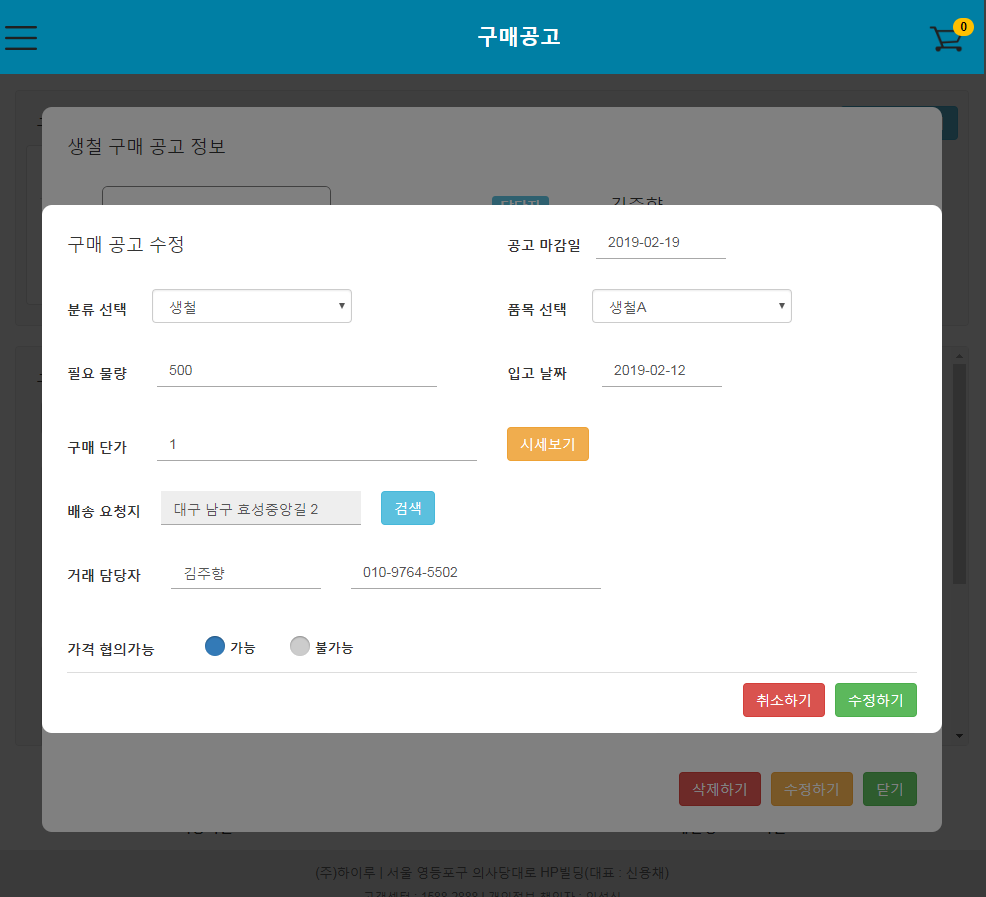 구매공고
0
생철 구매 공고 정보
담당자 김주향
구매 공고 수정
공고 마감일 2019-02-19
분류 선택 생철
품목 선택 생철A
필요 물량 500
입고 날짜 2019-02-12
구매 단가 1
시세보기
배송 요청지 대구 남구 효성중앙길 2 검색
거래 담당자 김주향 010-9764-5502
가격 협의가능 가능 불가능
취소하기 수정하기
삭제하기 수정하기 닫기
(주)하이루 | 서울 영등포구 의사당대로 HP빌딩(대표 : 신용채)